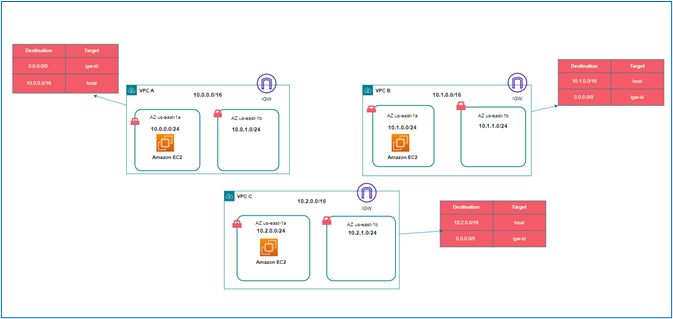 Destination Target
0.0.0.0/0 igw-id
10.0.0.0/16 local
VPC A 10.0.0.0/16
IGW
AZ us-east-1a
10.0.0.0/24
Amazon EC2
AZ us-east-1b
10.0.1.0/24
VPC B 10.1.0.0/16
IGW
AZ us-east-1a
10.1.0.0/24
Amazon EC2
AZ us-east-1b
10.1.1.0/24
Destination Target
10.1.0.0/16 local
0.0.0.0/0 igw-id
VPC C 10.2.0.0/16
IGW
AZ us-east-1a
10.2.0.0/24
Amazon EC2
AZ us-east-1b
10.2.1.0/24
Destination Target
10.2.0.0/16 local
0.0.0.0/0 igw-id